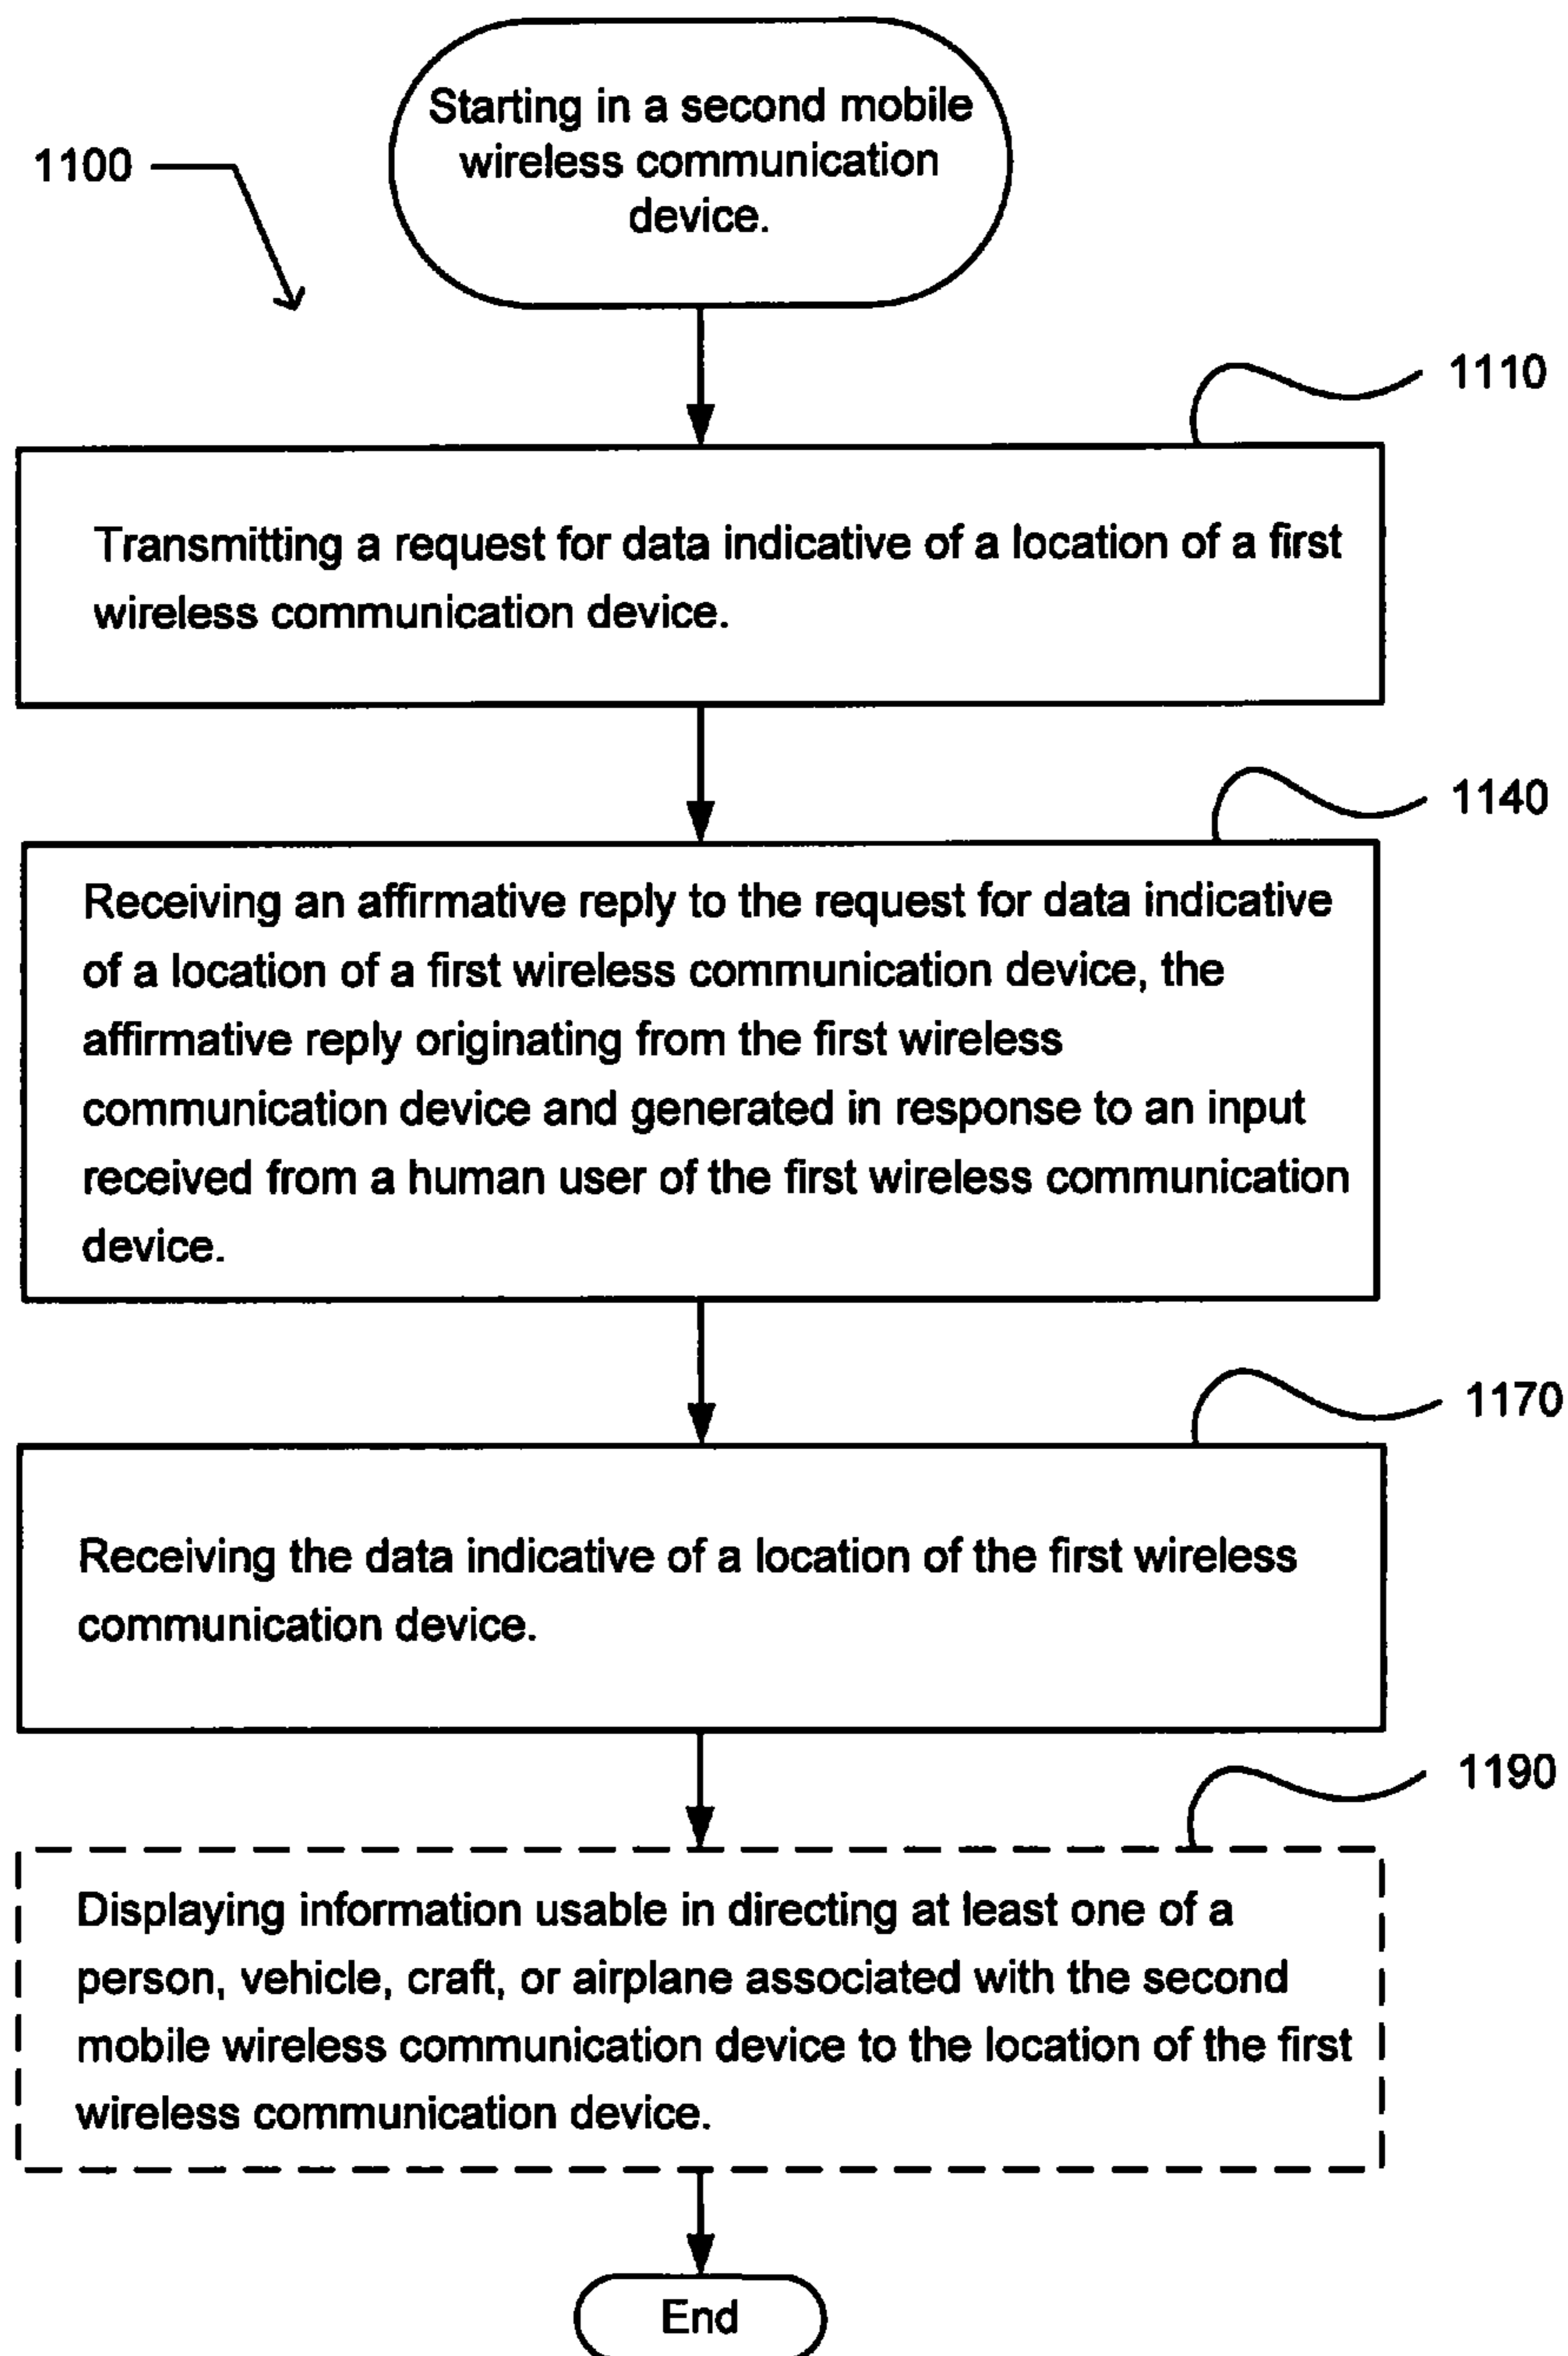 Starting in a second mobile
wireless communication
device.
1100
1110
Transmitting a request for data indicative of a location of a first
wireless communication device.
1140
Receiving an affirmative reply to the request for data indicative
of a location of a first wireless communication device, the
affirmative reply originating from the first wireless
communication device and generated in response to an input
received from a human user of the first wireless communication
device.
1170
Receiving the data indicative of a location of the first wireless
communication device.
1190
Displaying information usable in directing at least one of a
person, vehicle, craft, or airplane associated with the second
mobile wireless communication device to the location of the first
wireless communication device.
End